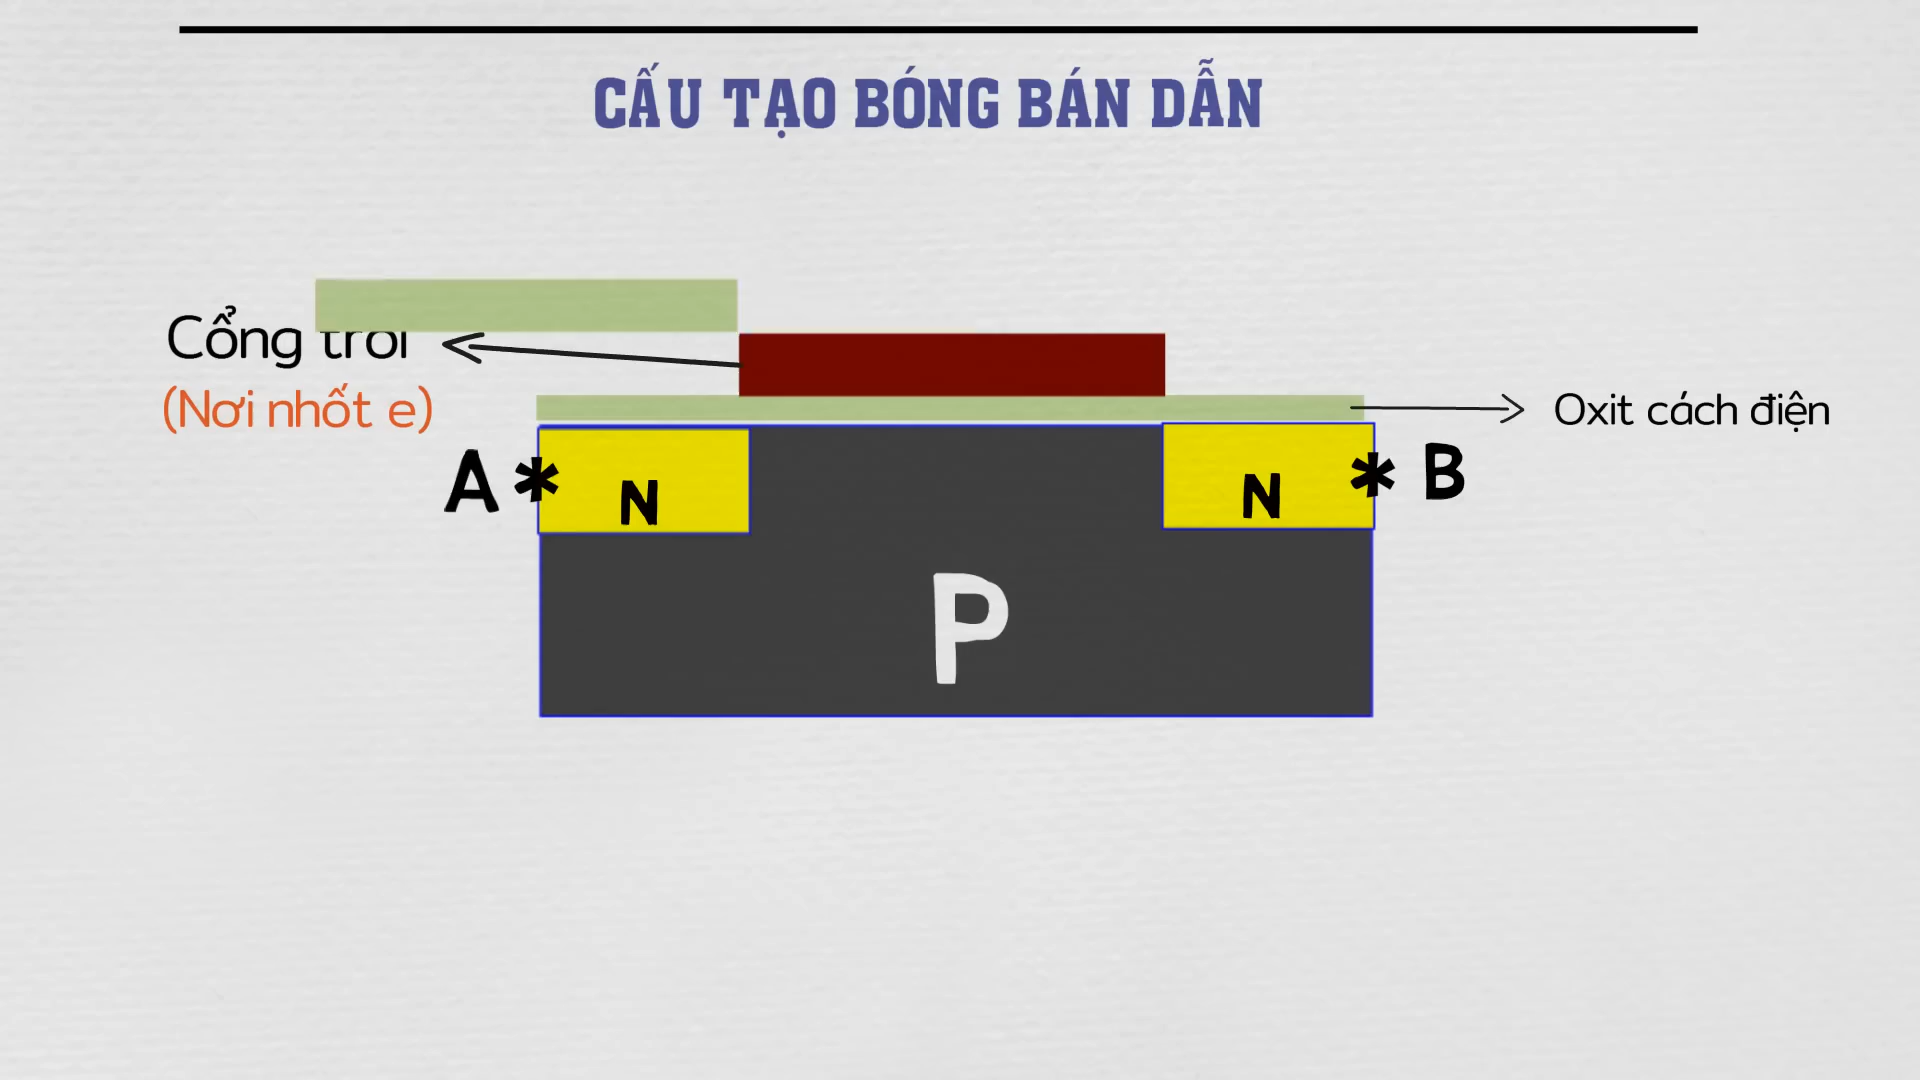 CẤU TẠO BÓNG BÁN DẪN
Cổng trôi
(Nơi nhốt e)
Oxit cách điện
A * N
N * B
P